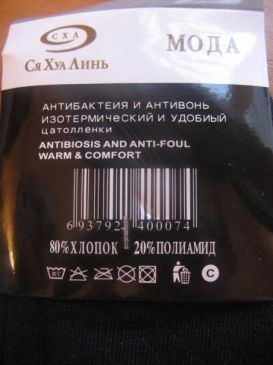 СХА
Ся Хуа Линь
МОДА
АНТИБАКТЕИЯ И АНТИВОНЬ
ИЗОТЕРМИЧЕСКИЙ И УДОБИЫЙ
цатолленки
ANTIBIOSIS AND ANTI-FOUL
WARM & COMFORT
6 937924 400074
80% ХЛОПОК 20% ПОЛИАМИД
C